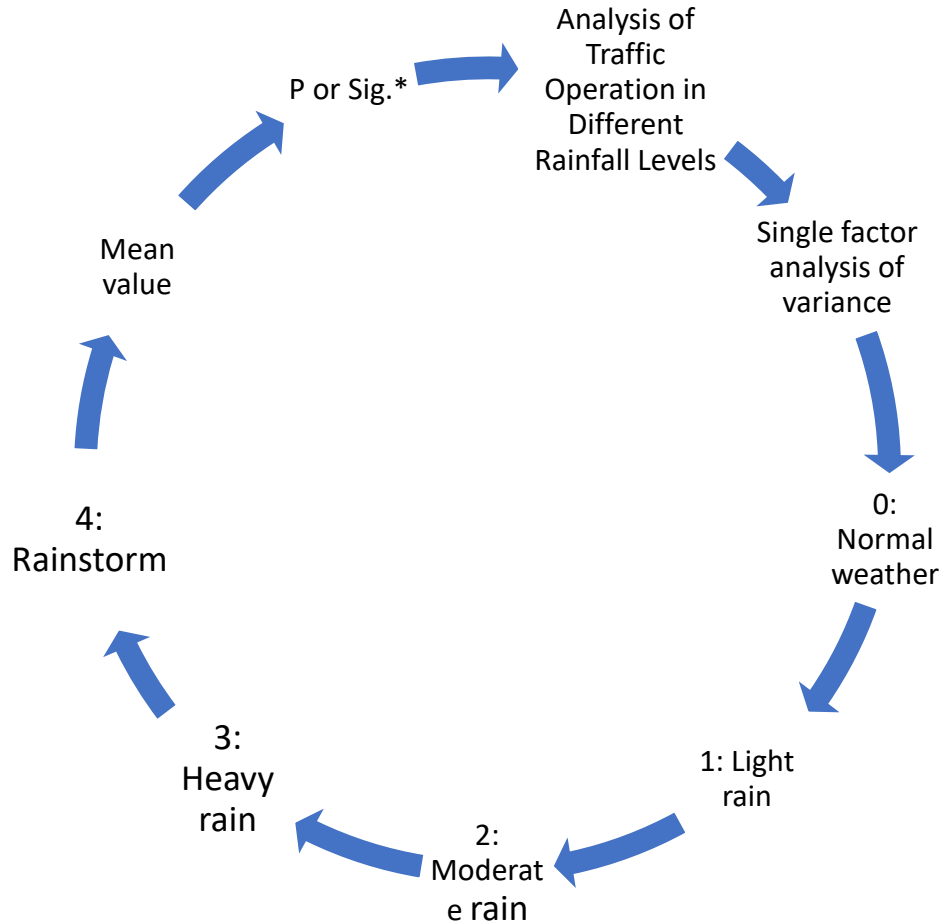 Analysis of
Traffic
Operation in
Different
Rainfall Levels
Single factor
analysis of
variance
0:
Normal
weather
1: Light
rain
2:
Moderat
e rain
3:
Heavy
rain
4:
Rainstorm
Mean
value
P or Sig.*